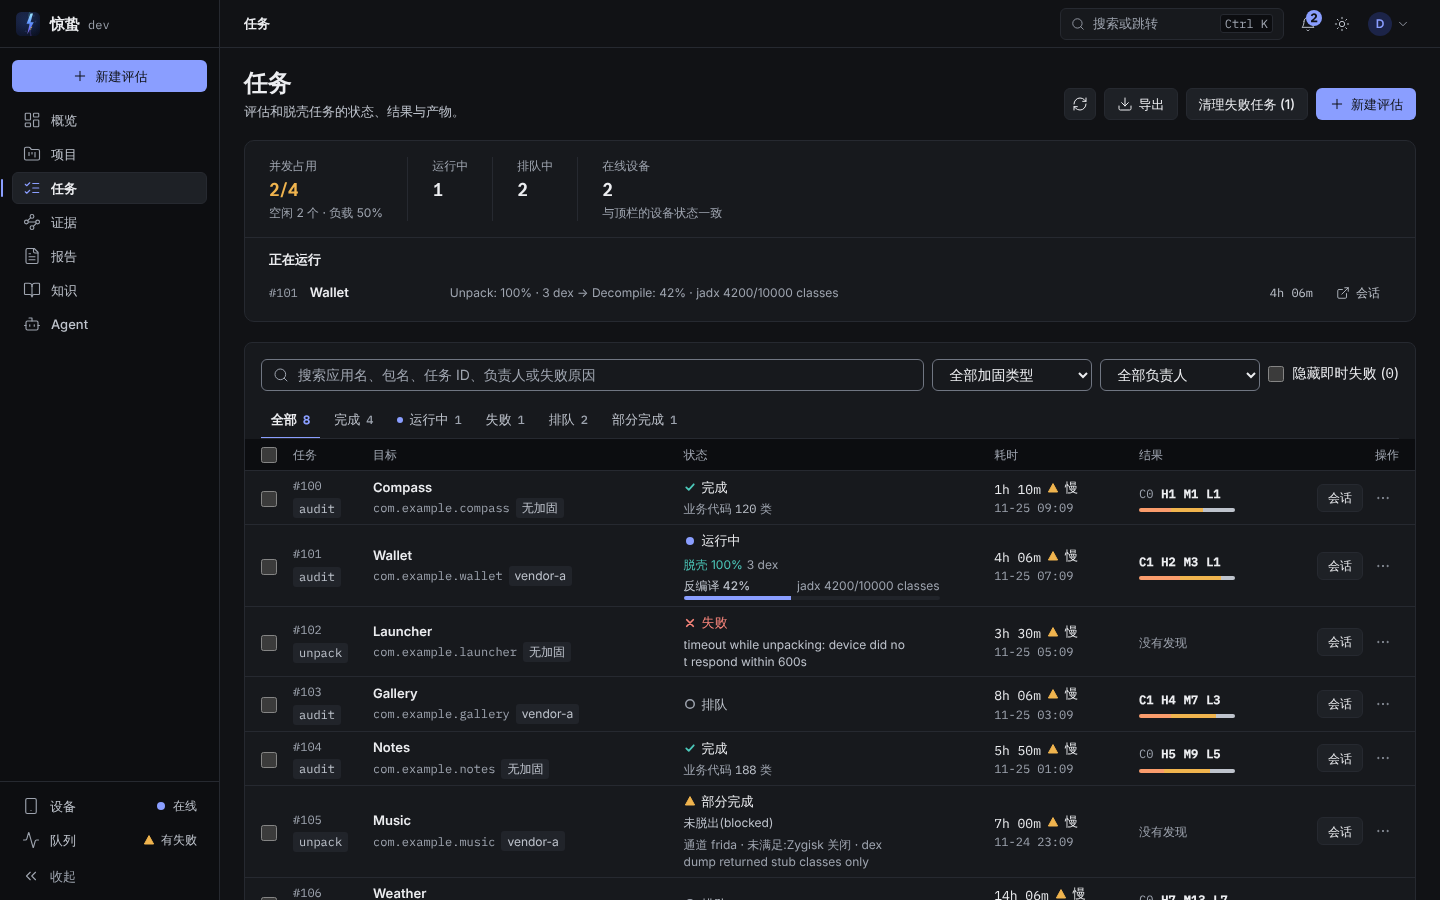 惊蛰 dev
任务
搜索或跳转 Ctrl K
2
D
新建评估
概览
项目
任务
证据
报告
知识
Agent
设备 在线
队列 有失败
收起
任务
评估和脱壳任务的状态、结果与产物。
导出
清理失败任务 (1)
新建评估
并发占用
2/4
空闲 2 个 · 负载 50%
运行中
1
排队中
2
在线设备
2
与顶栏的设备状态一致
正在运行
#101 Wallet Unpack: 100% · 3 dex → Decompile: 42% · jadx 4200/10000 classes 4h 06m 会话
搜索应用名、包名、任务 ID、负责人或失败原因
全部加固类型
全部负责人
隐藏即时失败 (0)
全部 8 完成 4 运行中 1 失败 1 排队 2 部分完成 1
任务 目标 状态 耗时 结果 操作
#100
audit
Compass
com.example.compass 无加固
完成
业务代码 120 类
1h 10m 慢
11-25 09:09
C0 H1 M1 L1
会话 ···
#101
audit
Wallet
com.example.wallet vendor-a
运行中
脱壳 100% 3 dex
反编译 42% jadx 4200/10000 classes
4h 06m 慢
11-25 07:09
C1 H2 M3 L1
会话 ···
#102
unpack
Launcher
com.example.launcher 无加固
失败
timeout while unpacking: device did no
t respond within 600s
3h 30m 慢
11-25 05:09
没有发现
会话 ···
#103
audit
Gallery
com.example.gallery vendor-a
排队
8h 06m 慢
11-25 03:09
C1 H4 M7 L3
会话 ···
#104
audit
Notes
com.example.notes 无加固
完成
业务代码 188 类
5h 50m 慢
11-25 01:09
C0 H5 M9 L5
会话 ···
#105
unpack
Music
com.example.music vendor-a
部分完成
未脱出(blocked)
通道 frida · 未满足:Zygisk 关闭 · dex
dump returned stub classes only
7h 00m 慢
11-24 23:09
没有发现
会话 ···
#106
Weather
排队
14h 06m 慢
C0 H7 M13 L7